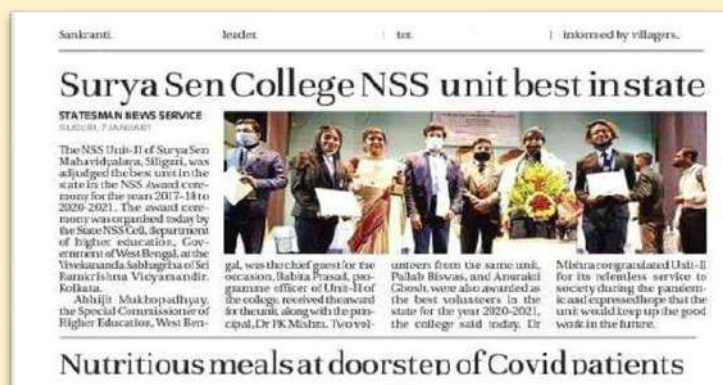 Sankranti. leader. ter. informed by villagers.
Surya Sen College NSS unit best in state
STATESMAN NEWS SERVICE
SILIGURI, 7 JANUARY
The NSS Unit-II of Surya Sen
Mahavidyalaya, Siliguri, was
adjudged the best unit in the
state in the NSS Award cere-
mony for the years 2017-18 to
2020-2021. The award cere-
mony was organised today by
the State NSS Cell, department
of higher education, Gov-
ernment of West Bengal, at the
Vivekananda Sabhagriha of Sri
Ramkrishna Vidyamandir,
Kolkata.
Abhijit Mukhopadhyay,
the Special Commissioner of
Higher Education, West Ben-
gal, was the chief guest for the
occasion. Babita Prasad, pro-
gramme officer of Unit-II of
the college, received the award
for the unit, along with the prin-
cipal, Dr PK Mishra. Two vol-
unteers from the same unit,
Pallab Biswas, and Anurakti
Ghosh, were also awarded as
the best volunteers in the
state for the year 2020-2021,
the college said today. Dr
Mishra congratulated Unit-II
for its relentless service to
society during the pandem-
ic and expressed hope that the
unit would keep up the good
work in the future.
Nutritious meals at doorstep of Covid patients